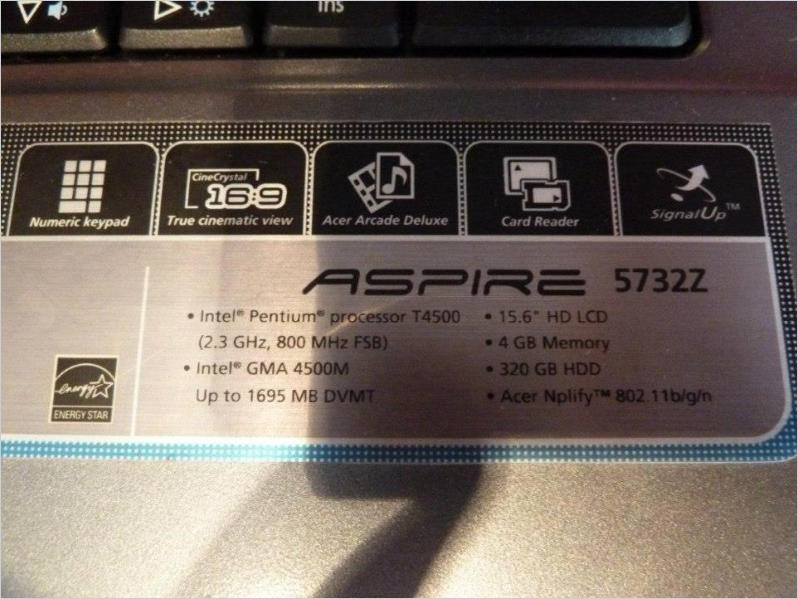 Ins
Numeric keypad
CineCrystal
16:9
True cinematic view
Acer Arcade Deluxe
Card Reader
SignalUp™
ASPIRE 5732Z
• Intel® Pentium® processor T4500
(2.3 GHz, 800 MHz FSB)
• Intel® GMA 4500M
Up to 1695 MB DVMT
• 15.6" HD LCD
• 4 GB Memory
• 320 GB HDD
• Acer Nplify™ 802.11b/g/n
energy
ENERGY STAR